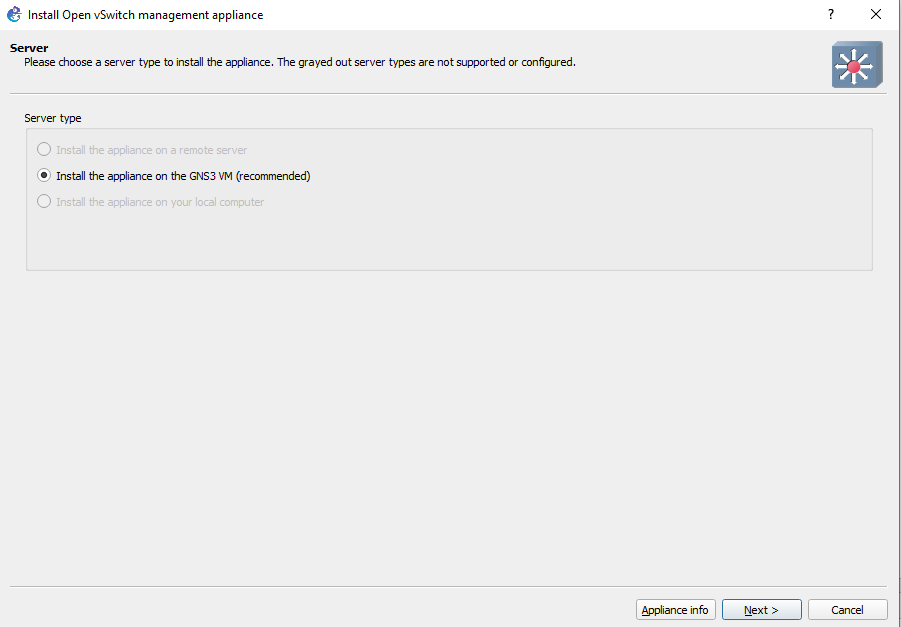 Install Open vSwitch management appliance
?
Server
Please choose a server type to install the appliance. The grayed out server types are not supported or configured.
Server type
Install the appliance on a remote server
Install the appliance on the GNS3 VM (recommended)
Install the appliance on your local computer
Appliance info
Next >
Cancel